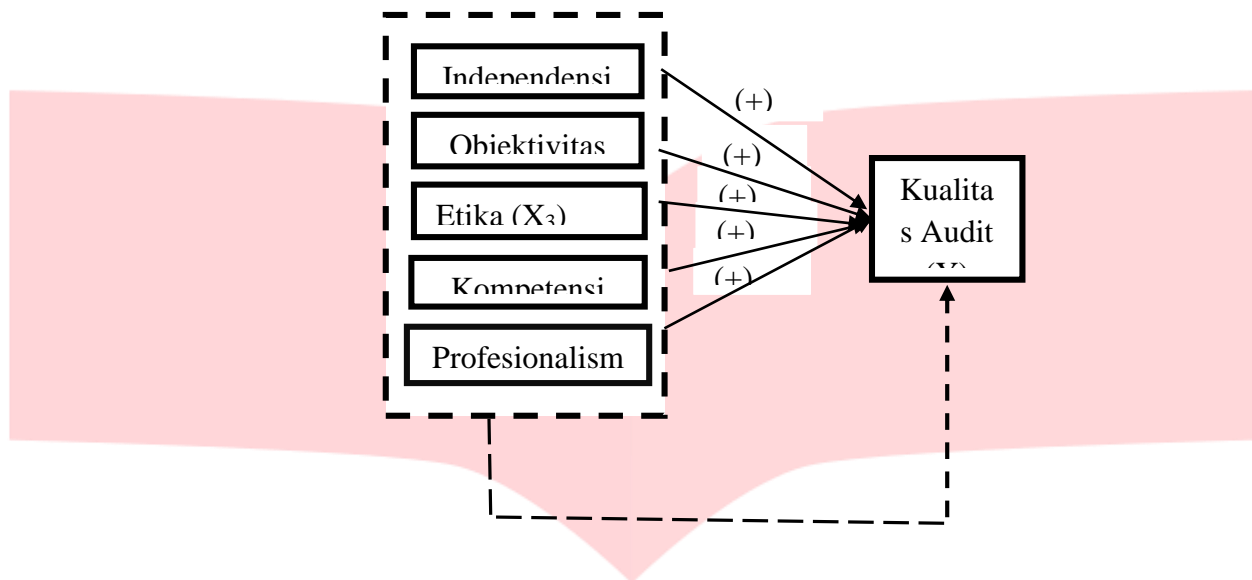 Independensi
(+)
Objektivitas
(+)
Etika (X₃)
(+)
Kualita
s Audit
(Y)
(+)
Kompetensi
(+)
Profesionalism